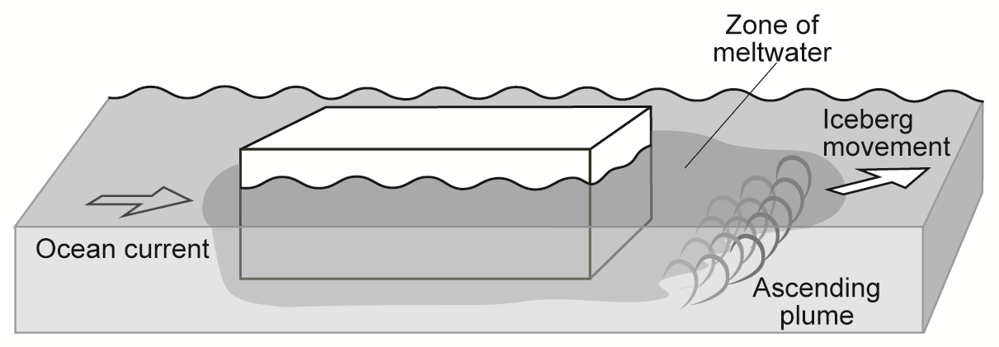 Zone of
meltwater
Iceberg
movement
Ocean current
Ascending
plume